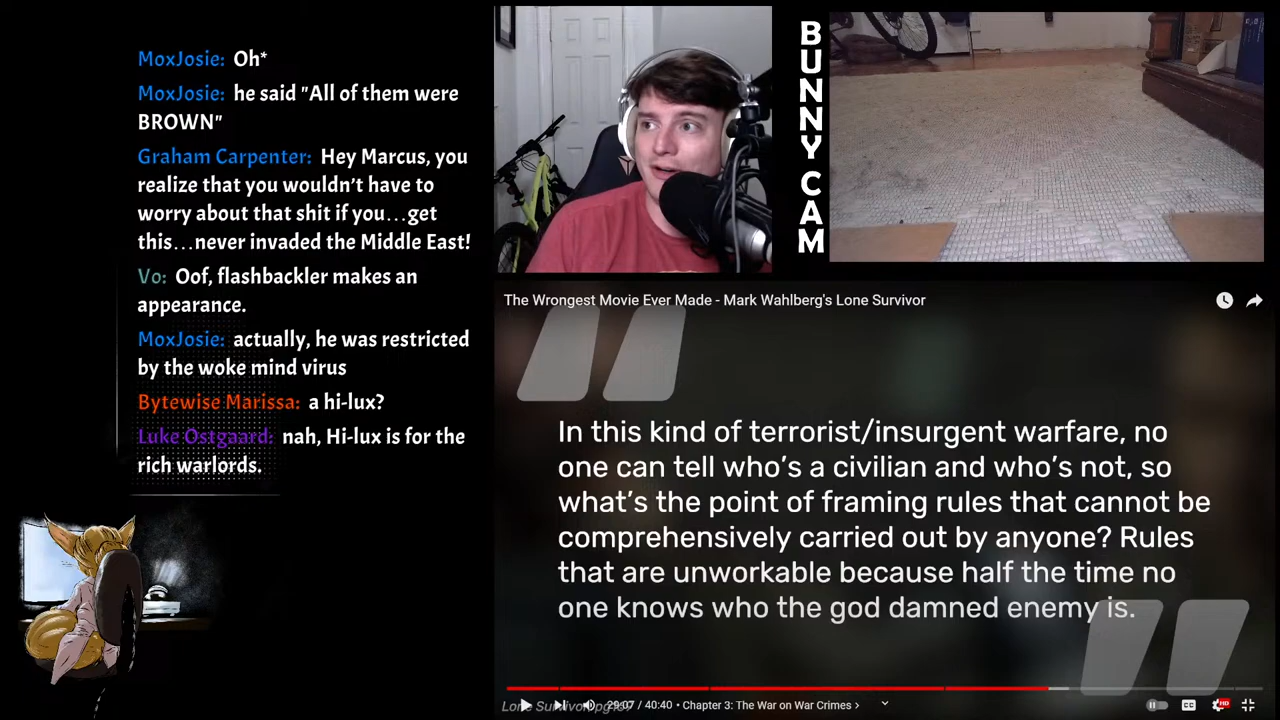 MoxJosie: Oh*
MoxJosie: he said "All of them were
BROWN"
Graham Carpenter: Hey Marcus, you
realize that you wouldn't have to
worry about that shit if you...get
this...never invaded the Middle East!
Vo: Oof, flashbackler makes an
appearance.
MoxJosie: actually, he was restricted
by the woke mind virus
Bytewise Marissa: a hi-lux?
Luke Ostgaard: nah, Hi-lux is for the
rich warlords.
BUNNY CAM
The Wrongest Movie Ever Made - Mark Wahlberg's Lone Survivor
In this kind of terrorist/insurgent warfare, no
one can tell who's a civilian and who's not, so
what's the point of framing rules that cannot be
comprehensively carried out by anyone? Rules
that are unworkable because half the time no
one knows who the god damned enemy is.
Lone Survivor
29:07 / 40:40 • Chapter 3: The War on War Crimes >
CC
HD